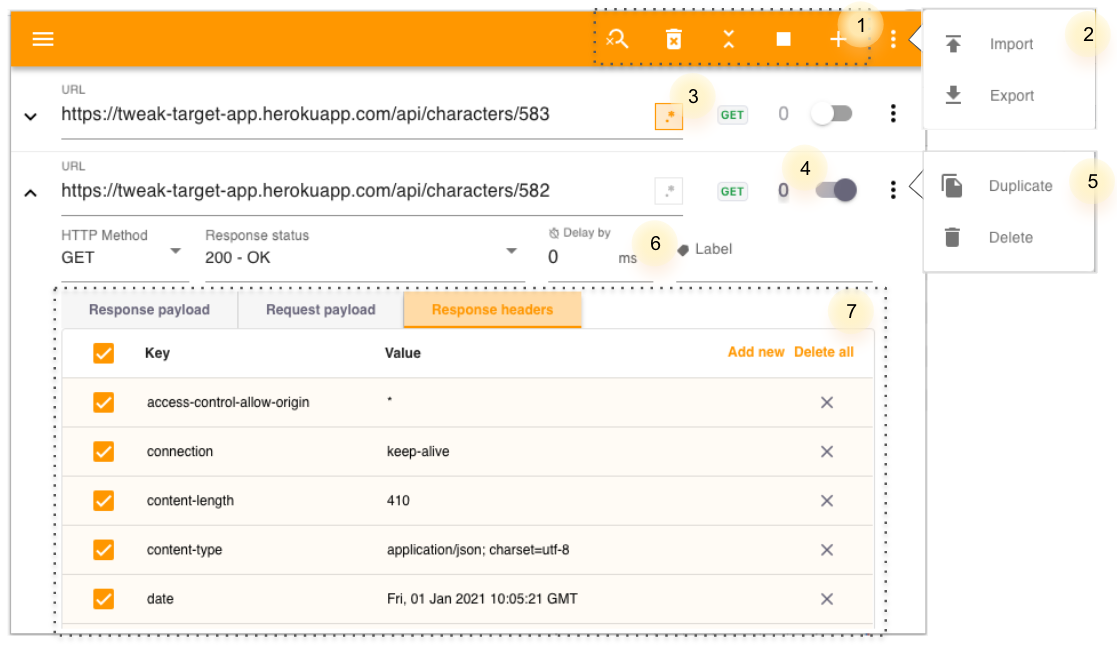 1
2
Import
Export
URL
https://tweak-target-app.herokuapp.com/api/characters/583
.*
3
GET
0
URL
https://tweak-target-app.herokuapp.com/api/characters/582
.*
GET
4
0
5
Duplicate
Delete
HTTP Method
GET
Response status
200 - OK
Delay by
0
ms
6
Label
Response payload Request payload Response headers
7
Key Value Add new Delete all
access-control-allow-origin *
connection keep-alive
content-length 410
content-type application/json; charset=utf-8
date Fri, 01 Jan 2021 10:05:21 GMT